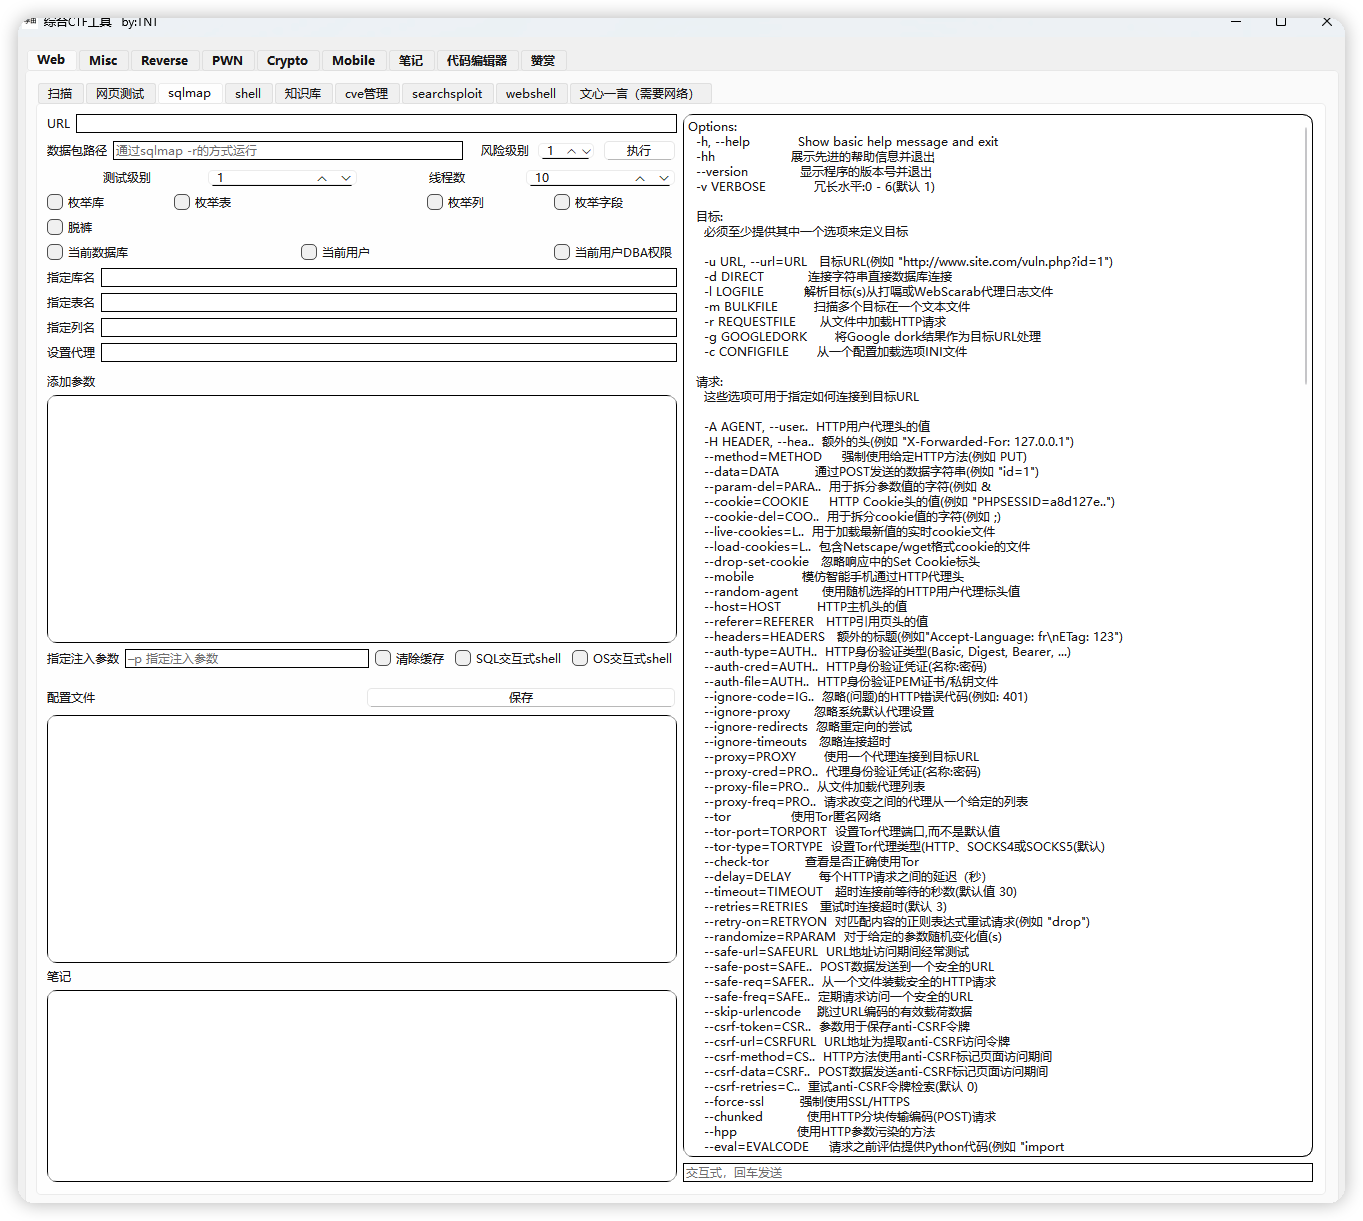 综合CTF工具 by:TNT
Web Misc Reverse PWN Crypto Mobile 笔记 代码编辑器 赞赏
扫描 网页测试 sqlmap shell 知识库 cve管理 searchsploit webshell 文心一言（需要网络）
URL
数据包路径 通过sqlmap -r的方式运行 风险级别 1 执行
测试级别 1 线程数 10
枚举库 枚举表 枚举列 枚举字段
脱裤
当前数据库 当前用户 当前用户DBA权限
指定库名
指定表名
指定列名
设置代理
添加参数
指定注入参数 –p 指定注入参数 清除缓存 SQL交互式shell OS交互式shell
配置文件 保存
笔记
Options:
-h, --help Show basic help message and exit
-hh 展示先进的帮助信息并退出
--version 显示程序的版本号并退出
-v VERBOSE 冗长水平:0 - 6(默认 1)
目标:
必须至少提供其中一个选项来定义目标
-u URL, --url=URL 目标URL(例如 "http://www.site.com/vuln.php?id=1")
-d DIRECT 连接字符串直接数据库连接
-l LOGFILE 解析目标(s)从打嗝或WebScarab代理日志文件
-m BULKFILE 扫描多个目标在一个文本文件
-r REQUESTFILE 从文件中加载HTTP请求
-g GOOGLEDORK 将Google dork结果作为目标URL处理
-c CONFIGFILE 从一个配置加载选项INI文件
请求:
这些选项可用于指定如何连接到目标URL
-A AGENT, --user.. HTTP用户代理头的值
-H HEADER, --hea.. 额外的头(例如 "X-Forwarded-For: 127.0.0.1")
--method=METHOD 强制使用给定HTTP方法(例如 PUT)
--data=DATA 通过POST发送的数据字符串(例如 "id=1")
--param-del=PARA.. 用于拆分参数值的字符(例如 &
--cookie=COOKIE HTTP Cookie头的值(例如 "PHPSESSID=a8d127e..")
--cookie-del=COO.. 用于拆分cookie值的字符(例如 ;)
--live-cookies=L.. 用于加载最新值的实时cookie文件
--load-cookies=L.. 包含Netscape/wget格式cookie的文件
--drop-set-cookie 忽略响应中的Set Cookie标头
--mobile 模仿智能手机通过HTTP代理头
--random-agent 使用随机选择的HTTP用户代理标头值
--host=HOST HTTP主机头的值
--referer=REFERER HTTP引用页头的值
--headers=HEADERS 额外的标题(例如"Accept-Language: fr\nETag: 123")
--auth-type=AUTH.. HTTP身份验证类型(Basic, Digest, Bearer, ...)
--auth-cred=AUTH.. HTTP身份验证凭证(名称:密码)
--auth-file=AUTH.. HTTP身份验证PEM证书/私钥文件
--ignore-code=IG.. 忽略(问题)的HTTP错误代码(例如: 401)
--ignore-proxy 忽略系统默认代理设置
--ignore-redirects 忽略重定向的尝试
--ignore-timeouts 忽略连接超时
--proxy=PROXY 使用一个代理连接到目标URL
--proxy-cred=PRO.. 代理身份验证凭证(名称:密码)
--proxy-file=PRO.. 从文件加载代理列表
--proxy-freq=PRO.. 请求改变之间的代理从一个给定的列表
--tor 使用Tor匿名网络
--tor-port=TORPORT 设置Tor代理端口,而不是默认值
--tor-type=TORTYPE 设置Tor代理类型(HTTP、SOCKS4或SOCKS5(默认)
--check-tor 查看是否正确使用Tor
--delay=DELAY 每个HTTP请求之间的延迟（秒）
--timeout=TIMEOUT 超时连接前等待的秒数(默认值 30)
--retries=RETRIES 重试时连接超时(默认 3)
--retry-on=RETRYON 对匹配内容的正则表达式重试请求(例如 "drop")
--randomize=RPARAM 对于给定的参数随机变化值(s)
--safe-url=SAFEURL URL地址访问期间经常测试
--safe-post=SAFE.. POST数据发送到一个安全的URL
--safe-req=SAFER.. 从一个文件装载安全的HTTP请求
--safe-freq=SAFE.. 定期请求访问一个安全的URL
--skip-urlencode 跳过URL编码的有效载荷数据
--csrf-token=CSR.. 参数用于保存anti-CSRF令牌
--csrf-url=CSRFURL URL地址为提取anti-CSRF访问令牌
--csrf-method=CS.. HTTP方法使用anti-CSRF标记页面访问期间
--csrf-data=CSRF.. POST数据发送anti-CSRF标记页面访问期间
--csrf-retries=C.. 重试anti-CSRF令牌检索(默认 0)
--force-ssl 强制使用SSL/HTTPS
--chunked 使用HTTP分块传输编码(POST)请求
--hpp 使用HTTP参数污染的方法
--eval=EVALCODE 请求之前评估提供Python代码(例如 "import
交互式，回车发送